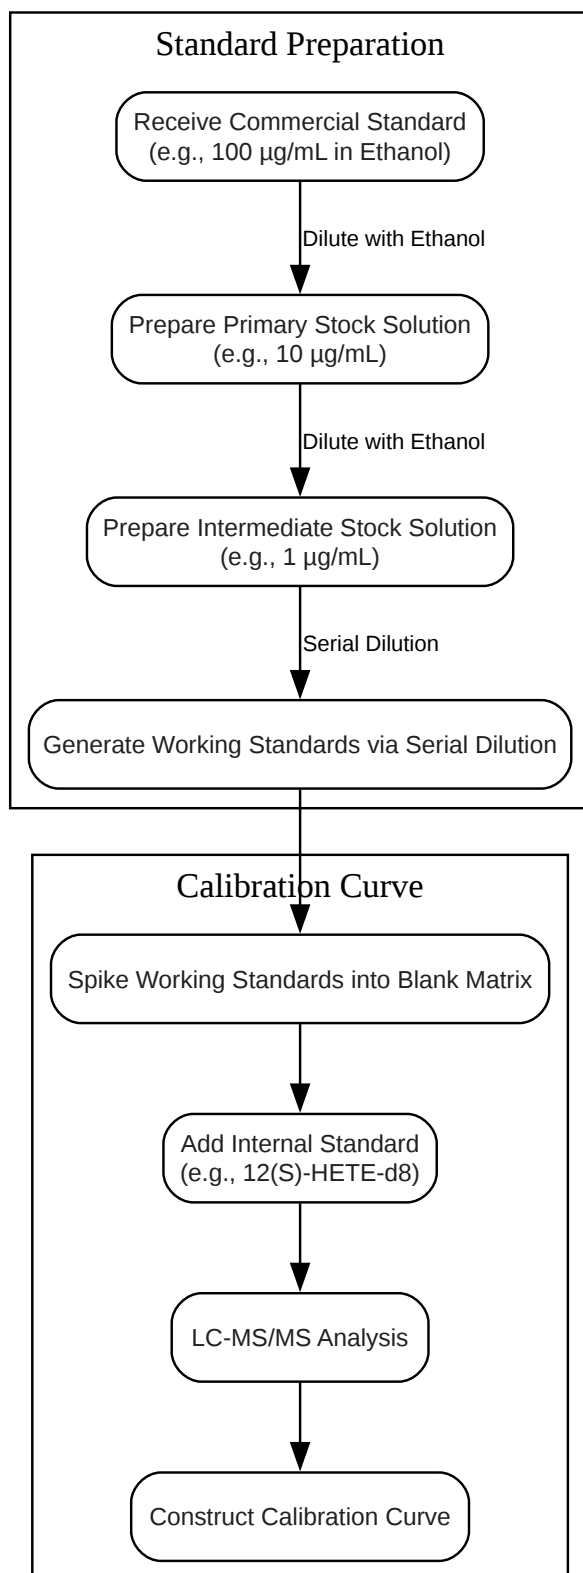 Standard Preparation
Receive Commercial Standard
(e.g., 100 µg/mL in Ethanol)
Dilute with Ethanol
Prepare Primary Stock Solution
(e.g., 10 µg/mL)
Dilute with Ethanol
Prepare Intermediate Stock Solution
(e.g., 1 µg/mL)
Serial Dilution
Generate Working Standards via Serial Dilution
Calibration Curve
Spike Working Standards into Blank Matrix
Add Internal Standard
(e.g., 12(S)-HETE-d8)
LC-MS/MS Analysis
Construct Calibration Curve